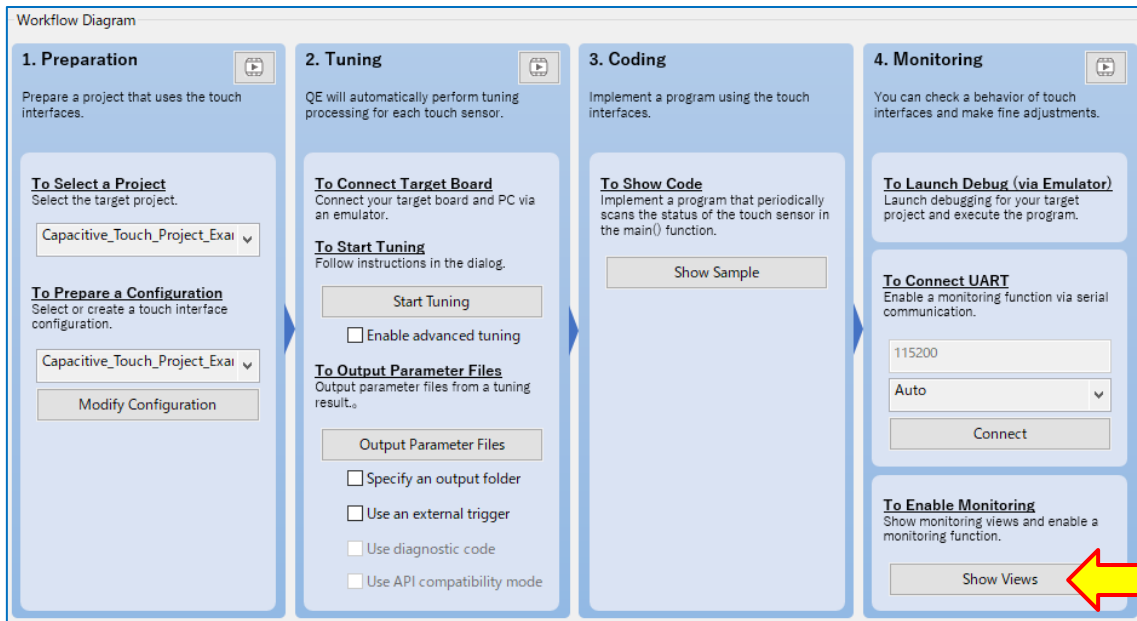 Workflow Diagram
1. Preparation
Prepare a project that uses the touch
interfaces.
To Select a Project
Select the target project.
Capacitive_Touch_Project_Exar
To Prepare a Configuration
Select or create a touch interface
configuration.
Capacitive_Touch_Project_Exar
Modify Configuration
2. Tuning
QE will automatically perform tuning
processing for each touch sensor.
To Connect Target Board
Connect your target board and PC via
an emulator.
To Start Tuning
Follow instructions in the dialog.
Start Tuning
Enable advanced tuning
To Output Parameter Files
Output parameter files from a tuning
result.。
Output Parameter Files
Specify an output folder
Use an external trigger
Use diagnostic code
Use API compatibility mode
3. Coding
Implement a program using the touch
interfaces.
To Show Code
Implement a program that periodically
scans the status of the touch sensor in
the main() function.
Show Sample
4. Monitoring
You can check a behavior of touch
interfaces and make fine adjustments.
To Launch Debug (via Emulator)
Launch debugging for your target
project and execute the program.
To Connect UART
Enable a monitoring function via serial
communication.
115200
Auto
Connect
To Enable Monitoring
Show monitoring views and enable a
monitoring function.
Show Views